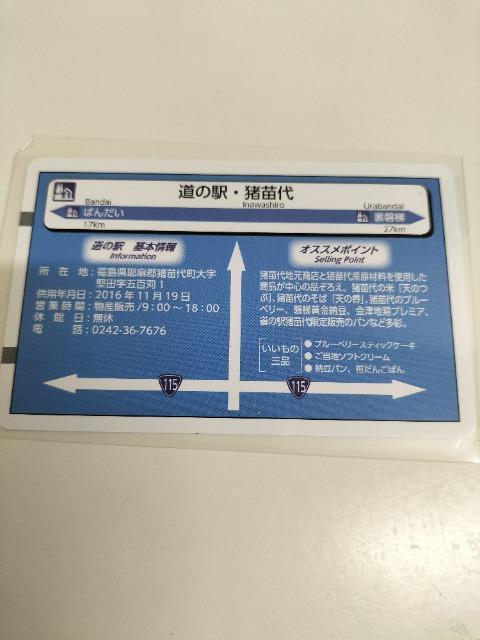 道の駅・猪苗代
Inawashiro
Bandai
ばんだい
17km
Urabandai
裏磐梯
27km
道の駅 基本情報
Information
所在地:福島県耶麻郡猪苗代町大字
堅田字五百苅1
供用年月日:2016年11月19日
営業時間:物産販売/9:00〜18:00
休館日:無休
電話:0242-36-7676
オススメポイント
Selling Point
猪苗代地元商店と猪苗代産原材料を使用した
商品が中心の品ぞろえ。猪苗代の米「天のつ
ぶ」、猪苗代のそば「天の香」、猪苗代のブルー
ベリー、磐梯黄金納豆、会津地鶏プレミア、
道の駅猪苗代限定販売のパンなど多彩。
いいもの
三品
●ブルーベリースティックケーキ
●ご当地ソフトクリーム
●納豆パン、笹だんごぱん
115
115